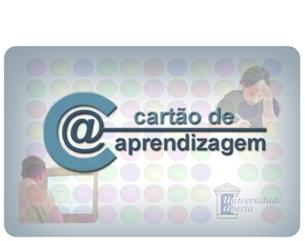 C@ cartão de
aprendizagem
Universidade
Aberta